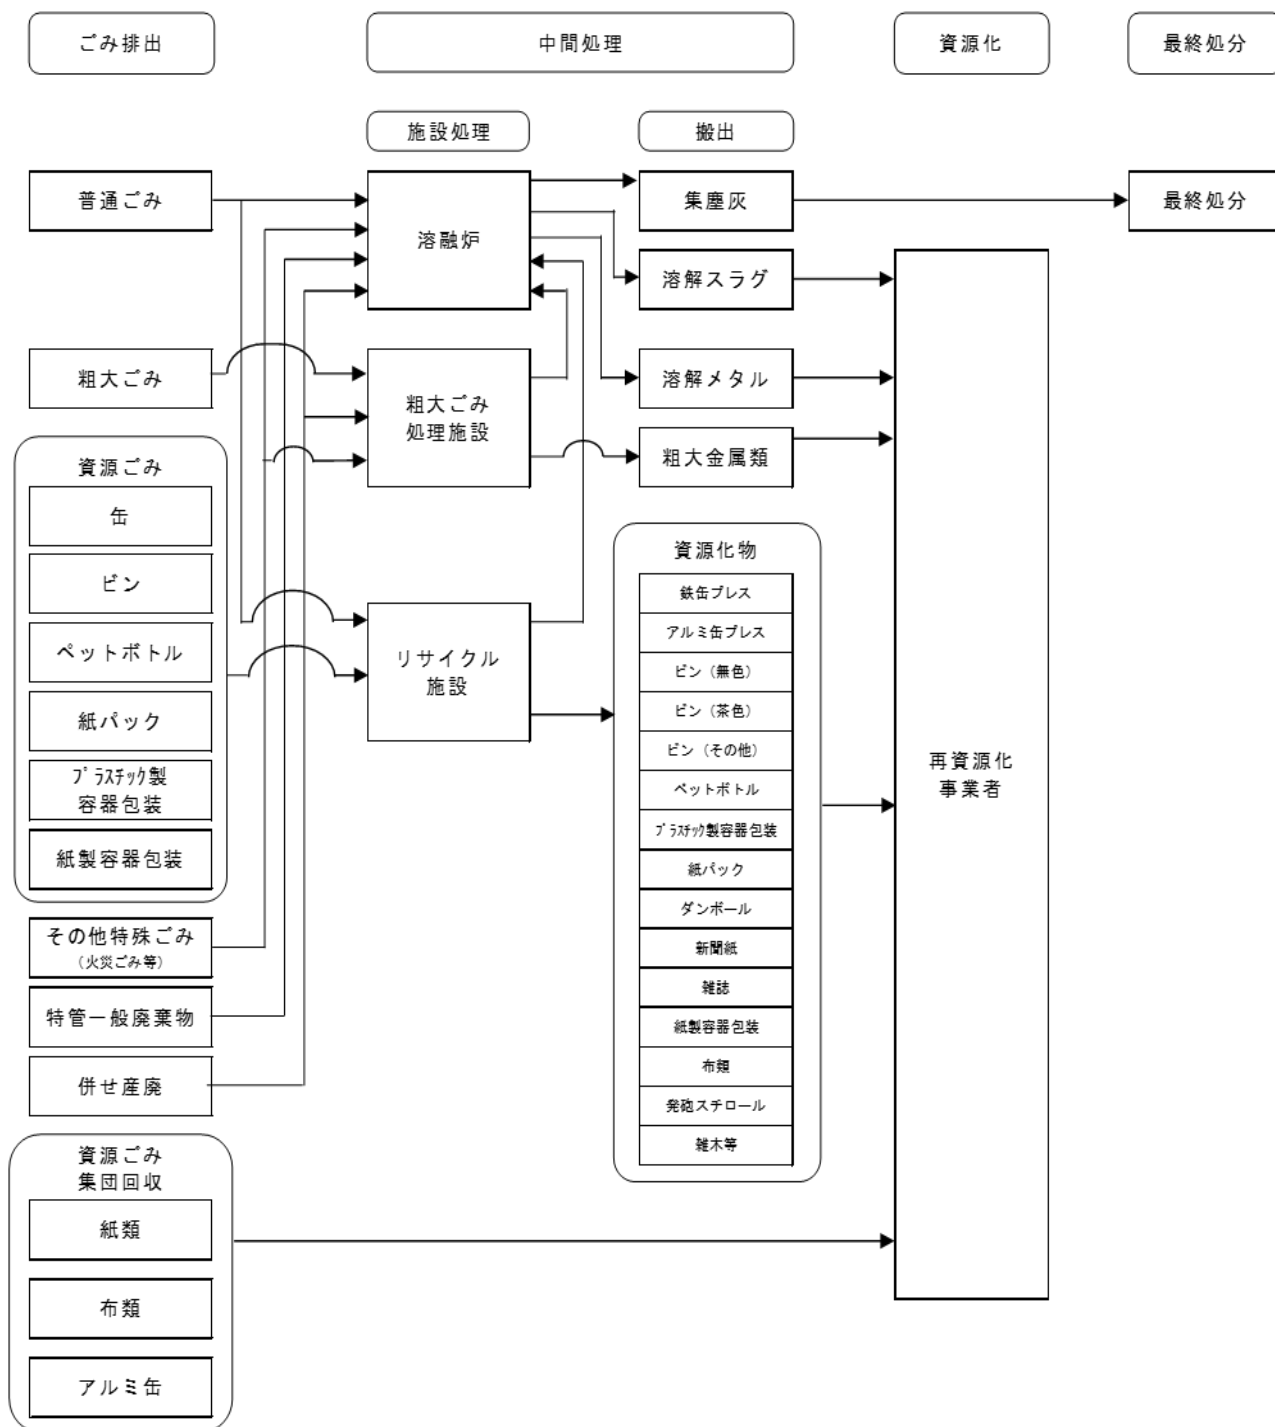 ごみ排出
中間処理
資源化
最終処分
施設処理
搬出
普通ごみ
溶融炉
集塵灰
最終処分
溶解スラグ
粗大ごみ
粗大ごみ
処理施設
溶解メタル
粗大金属類
資源ごみ
缶
ビン
ペットボトル
紙パック
プラスチック製
容器包装
紙製容器包装
リサイクル
施設
資源化物
鉄缶プレス
アルミ缶プレス
ビン（無色）
ビン（茶色）
ビン（その他）
ペットボトル
プラスチック製容器包装
紙パック
ダンボール
新聞紙
雑誌
紙製容器包装
布類
発砲スチロール
雑木等
再資源化
事業者
その他特殊ごみ
（火災ごみ等）
特管一般廃棄物
併せ産廃
資源ごみ
集団回収
紙類
布類
アルミ缶